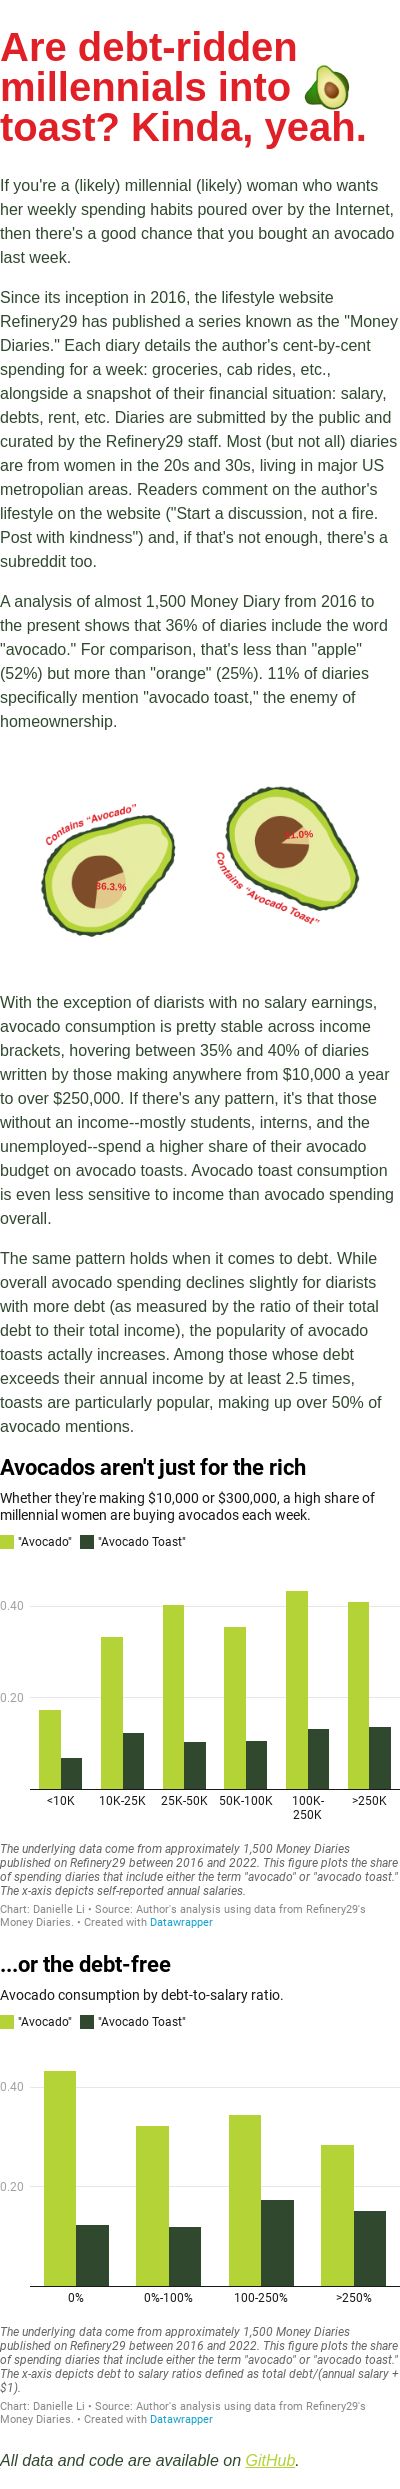 Are debt-ridden
millennials into 🥑
toast? Kinda, yeah.
If you're a (likely) millennial (likely) woman who wants
her weekly spending habits poured over by the Internet,
then there's a good chance that you bought an avocado
last week.
Since its inception in 2016, the lifestyle website
Refinery29 has published a series known as the "Money
Diaries." Each diary details the author's cent-by-cent
spending for a week: groceries, cab rides, etc.,
alongside a snapshot of their financial situation: salary,
debts, rent, etc. Diaries are submitted by the public and
curated by the Refinery29 staff. Most (but not all) diaries
are from women in the 20s and 30s, living in major US
metropolian areas. Readers comment on the author's
lifestyle on the website ("Start a discussion, not a fire.
Post with kindness") and, if that's not enough, there's a
subreddit too.
A analysis of almost 1,500 Money Diary from 2016 to
the present shows that 36% of diaries include the word
"avocado." For comparison, that's less than "apple"
(52%) but more than "orange" (25%). 11% of diaries
specifically mention "avocado toast," the enemy of
homeownership.
Contains “Avocado”
36.3.%
Contains “Avocado Toast”
11.0%
With the exception of diarists with no salary earnings,
avocado consumption is pretty stable across income
brackets, hovering between 35% and 40% of diaries
written by those making anywhere from $10,000 a year
to over $250,000. If there's any pattern, it's that those
without an income--mostly students, interns, and the
unemployed--spend a higher share of their avocado
budget on avocado toasts. Avocado toast consumption
is even less sensitive to income than avocado spending
overall.
The same pattern holds when it comes to debt. While
overall avocado spending declines slightly for diarists
with more debt (as measured by the ratio of their total
debt to their total income), the popularity of avocado
toasts actally increases. Among those whose debt
exceeds their annual income by at least 2.5 times,
toasts are particularly popular, making up over 50% of
avocado mentions.
Avocados aren't just for the rich
Whether they're making $10,000 or $300,000, a high share of
millennial women are buying avocados each week.
"Avocado" "Avocado Toast"
0.40
0.20
<10K 10K-25K 25K-50K 50K-100K 100K- >250K
250K
The underlying data come from approximately 1,500 Money Diaries
published on Refinery29 between 2016 and 2022. This figure plots the share
of spending diaries that include either the term "avocado" or "avocado toast."
The x-axis depicts self-reported annual salaries.
Chart: Danielle Li • Source: Author's analysis using data from Refinery29's
Money Diaries. • Created with Datawrapper
...or the debt-free
Avocado consumption by debt-to-salary ratio.
"Avocado" "Avocado Toast"
0.40
0.20
0% 0%-100% 100-250% >250%
The underlying data come from approximately 1,500 Money Diaries
published on Refinery29 between 2016 and 2022. This figure plots the share
of spending diaries that include either the term "avocado" or "avocado toast."
The x-axis depicts debt to salary ratios defined as total debt/(annual salary +
$1).
Chart: Danielle Li • Source: Author's analysis using data from Refinery29's
Money Diaries. • Created with Datawrapper
All data and code are available on GitHub.